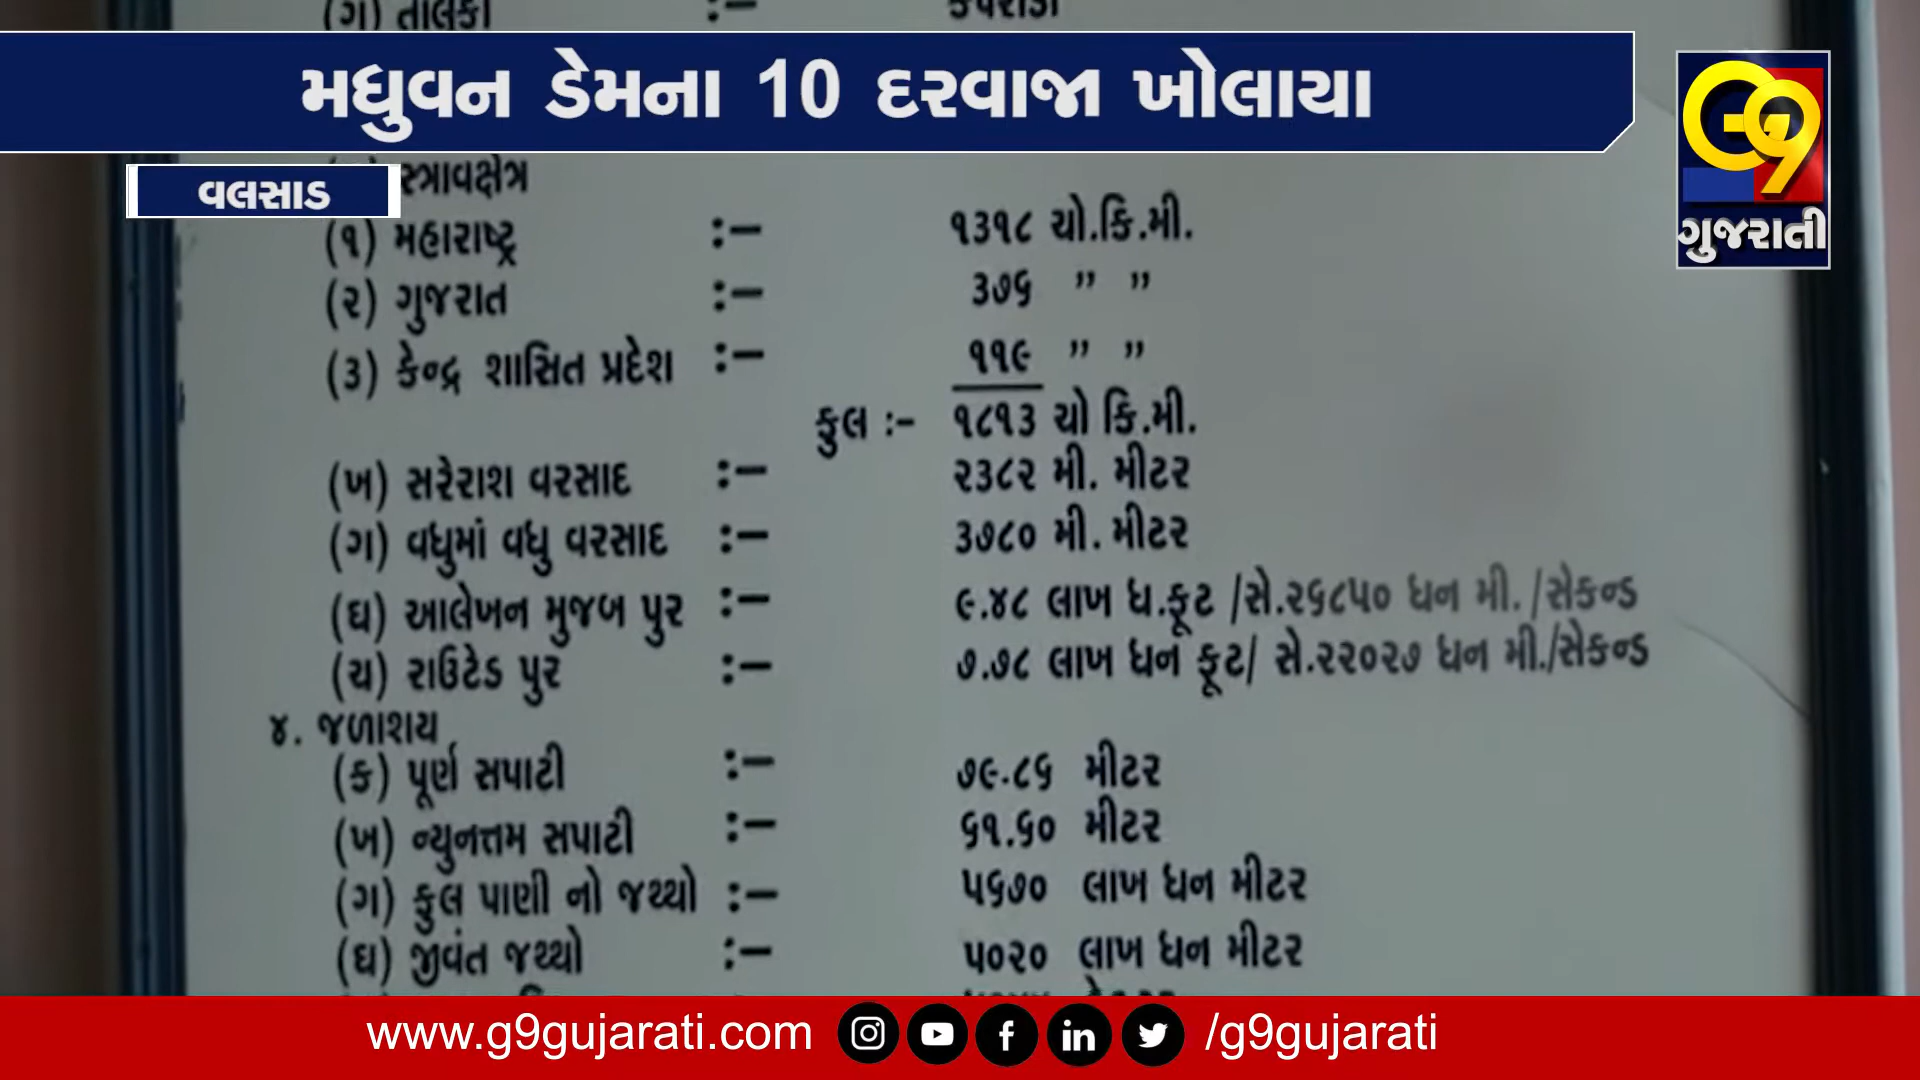 (ગ) તાલુકો :– કપરાડા
મધુવન ડેમના 10 દરવાજા ખોલાયા
G9
ગુજરાતી
વલસાડ
સ્ત્રાવક્ષેત્ર
(૧) મહારાષ્ટ્ર :– ૧૩૧૮ ચો.કિ.મી.
(૨) ગુજરાત :– ૩૭૬ ” ”
(૩) કેન્દ્ર શાસિત પ્રદેશ :– ૧૧૯ ” ”
કુલ :– ૧૮૧૩ ચો કિ.મી.
(ખ) સરેરાશ વરસાદ :– ૨૩૮૨ મી. મીટર
(ગ) વધુમાં વધુ વરસાદ :– ૩૭૮૦ મી. મીટર
(ઘ) આલેખન મુજબ પુર :– ૯.૪૮ લાખ ઘ.ફૂટ /સે.૨૬૮૫૦ ઘન મી. /સેકન્ડ
(ચ) રાઉટેડ પુર :– ૭.૭૮ લાખ ઘન ફૂટ/ સે.૨૨૦૨૭ ઘન મી./સેકન્ડ
૪. જળાશય
(ક) પૂર્ણ સપાટી :– ૭૯.૮૬ મીટર
(ખ) ન્યુનત્તમ સપાટી :– ૬૧.૬૦ મીટર
(ગ) કુલ પાણી નો જથ્થો :– ૫૬૭૦ લાખ ઘન મીટર
(ઘ) જીવંત જથ્થો :– ૫૦૨૦ લાખ ઘન મીટર
www.g9gujarati.com /g9gujarati